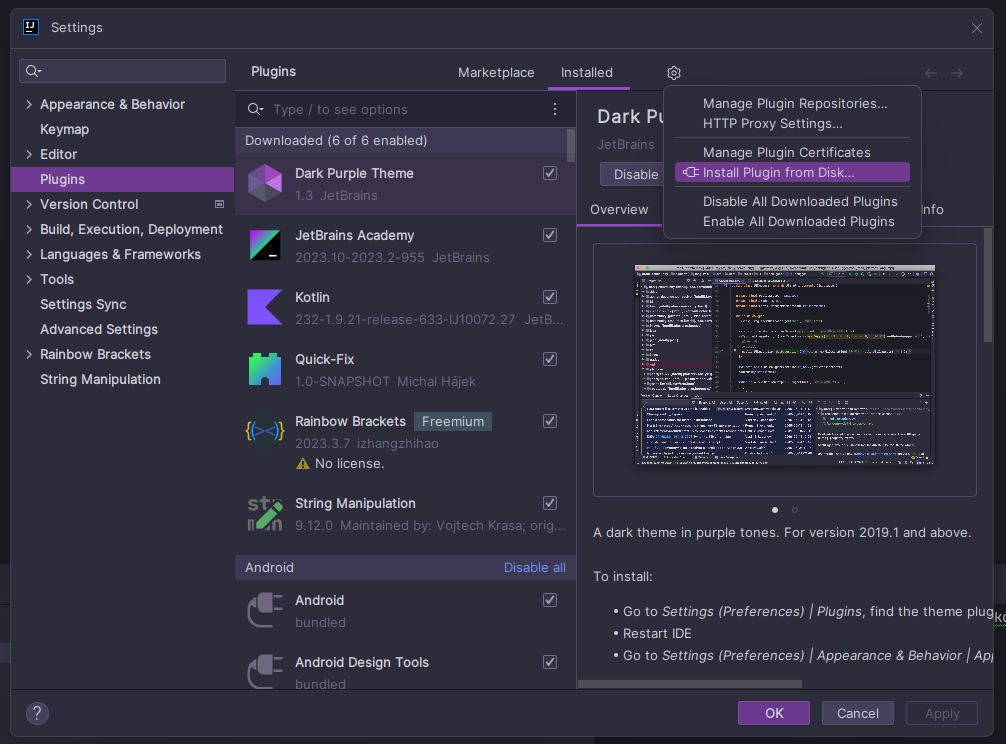 Settings
Appearance & Behavior
Keymap
Editor
Plugins
Version Control
Build, Execution, Deployment
Languages & Frameworks
Tools
Settings Sync
Advanced Settings
Rainbow Brackets
String Manipulation
Plugins
Marketplace
Installed
Type / to see options
Downloaded (6 of 6 enabled)
Dark Purple Theme
1.3 JetBrains
JetBrains Academy
2023.10-2023.2-955 JetBrains
Kotlin
232-1.9.21-release-633-IJ10072.27 JetB...
Quick-Fix
1.0-SNAPSHOT Michal Hájek
Rainbow Brackets Freemium
2023.3.7 izhangzhihao
No license.
String Manipulation
9.12.0 Maintained by: Vojtech Krasa; orig...
Android Disable all
Android
bundled
Android Design Tools
bundled
Dark Pu
JetBrains
Disable
Overview
nfo
Manage Plugin Repositories...
HTTP Proxy Settings...
Manage Plugin Certificates
Install Plugin from Disk...
Disable All Downloaded Plugins
Enable All Downloaded Plugins
A dark theme in purple tones. For version 2019.1 and above.
To install:
• Go to Settings (Preferences) | Plugins, find the theme plug
• Restart IDE
• Go to Settings (Preferences) | Appearance & Behavior | Ap
?
OK
Cancel
Apply